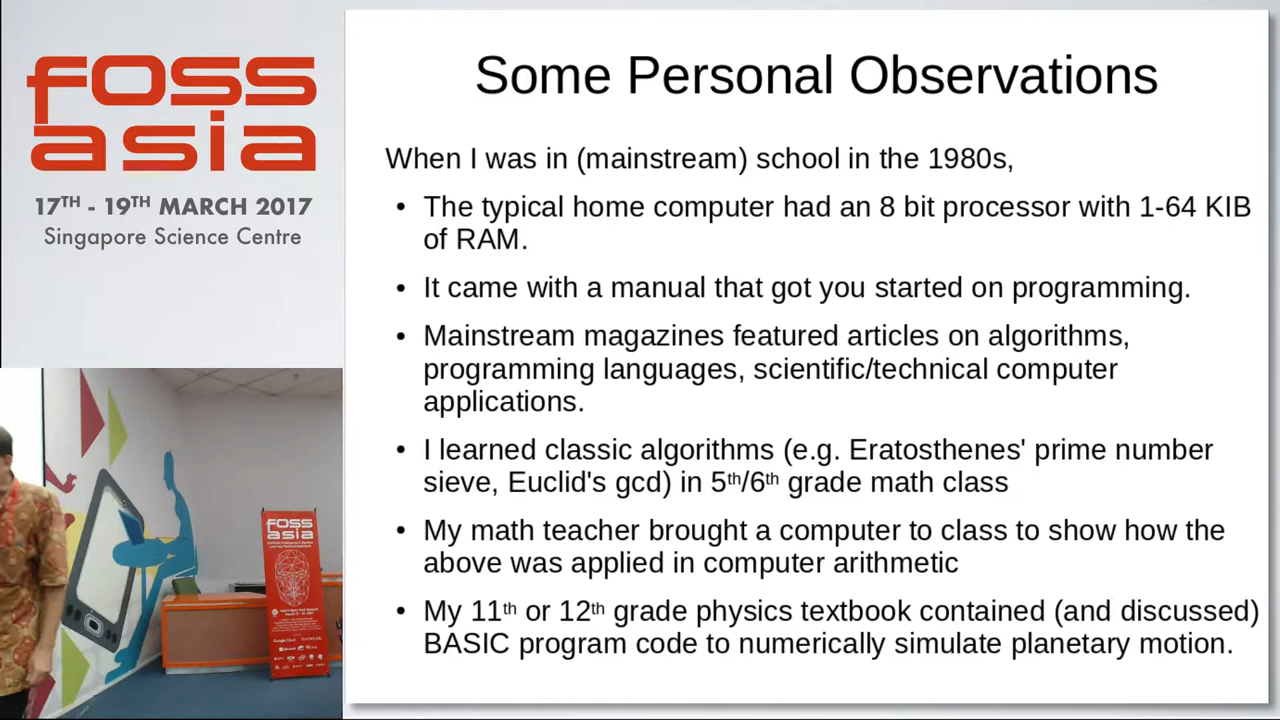 foss
asia
17TH - 19TH MARCH 2017
Singapore Science Centre
Some Personal Observations
When I was in (mainstream) school in the 1980s,
• The typical home computer had an 8 bit processor with 1-64 KIB
of RAM.
• It came with a manual that got you started on programming.
• Mainstream magazines featured articles on algorithms,
programming languages, scientific/technical computer
applications.
• I learned classic algorithms (e.g. Eratosthenes' prime number
sieve, Euclid's gcd) in 5th/6th grade math class
• My math teacher brought a computer to class to show how the
above was applied in computer arithmetic
• My 11th or 12th grade physics textbook contained (and discussed)
BASIC program code to numerically simulate planetary motion.
foss
asia